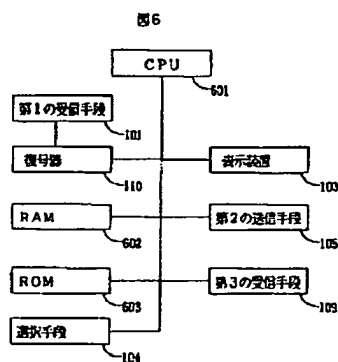 図6
CPU
601
第1の受信手段
101
復号器
110
表示装置
103
RAM
602
第2の送信手段
105
ROM
603
第3の受信手段
109
選択手段
104